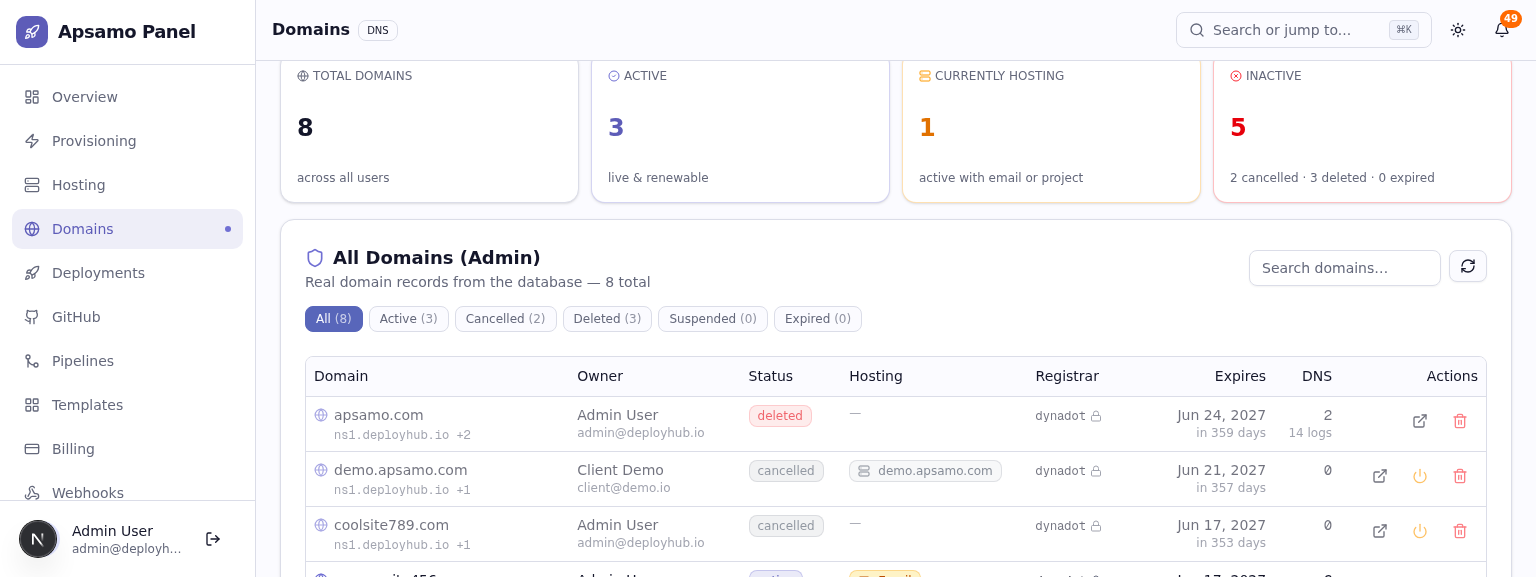 Apsamo Panel
Domains DNS
Search or jump to... ⌘K
49
Overview
Provisioning
Hosting
Domains
Deployments
GitHub
Pipelines
Templates
Billing
Webhooks
N Admin User
admin@deployh...
TOTAL DOMAINS
8
across all users
ACTIVE
3
live & renewable
CURRENTLY HOSTING
1
active with email or project
INACTIVE
5
2 cancelled · 3 deleted · 0 expired
All Domains (Admin)
Real domain records from the database — 8 total
Search domains...
All (8) Active (3) Cancelled (2) Deleted (3) Suspended (0) Expired (0)
Domain Owner Status Hosting Registrar Expires DNS Actions
apsamo.com Admin User deleted — dynadot Jun 24, 2027 2
ns1.deployhub.io +2 admin@deployhub.io in 359 days 14 logs
demo.apsamo.com Client Demo cancelled demo.apsamo.com dynadot Jun 21, 2027 0
ns1.deployhub.io +1 client@demo.io in 357 days
coolsite789.com Admin User cancelled — dynadot Jun 17, 2027 0
ns1.deployhub.io +1 admin@deployhub.io in 353 days